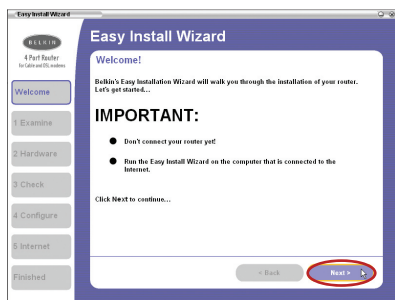 Easy Install Wizard
BELKIN
4 Port Router
for Cable and DSL modems
Welcome
1 Examine
2 Hardware
3 Check
4 Configure
5 Internet
Finished
Easy Install Wizard
Welcome!
Belkin's Easy Installation Wizard will walk you through the installation of your router.
Let's get started...
IMPORTANT:
Don't connect your router yet!
Run the Easy Install Wizard on the computer that is connected to the
Internet.
Click Next to continue...
< Back
Next >